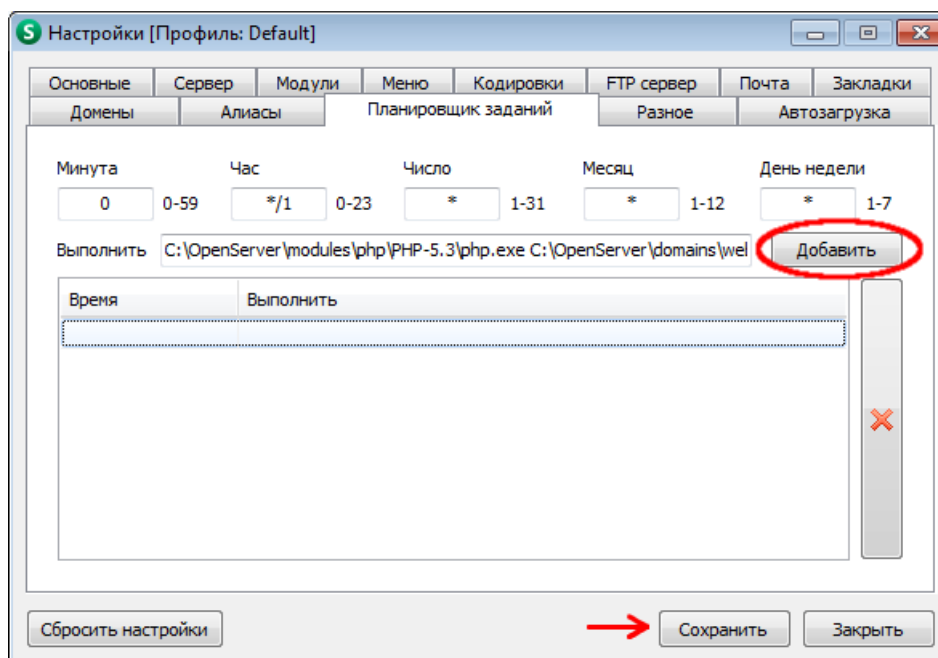 S Настройки [Профиль: Default]
Основные Сервер Модули Меню Кодировки FTP сервер Почта Закладки
Домены Алиасы Планировщик заданий Разное Автозагрузка
Минута Час Число Месяц День недели
0 0-59 */1 0-23 * 1-31 * 1-12 * 1-7
Выполнить C:\OpenServer\modules\php\PHP-5.3\php.exe C:\OpenServer\domains\wel Добавить
Время Выполнить
Сбросить настройки Сохранить Закрыть